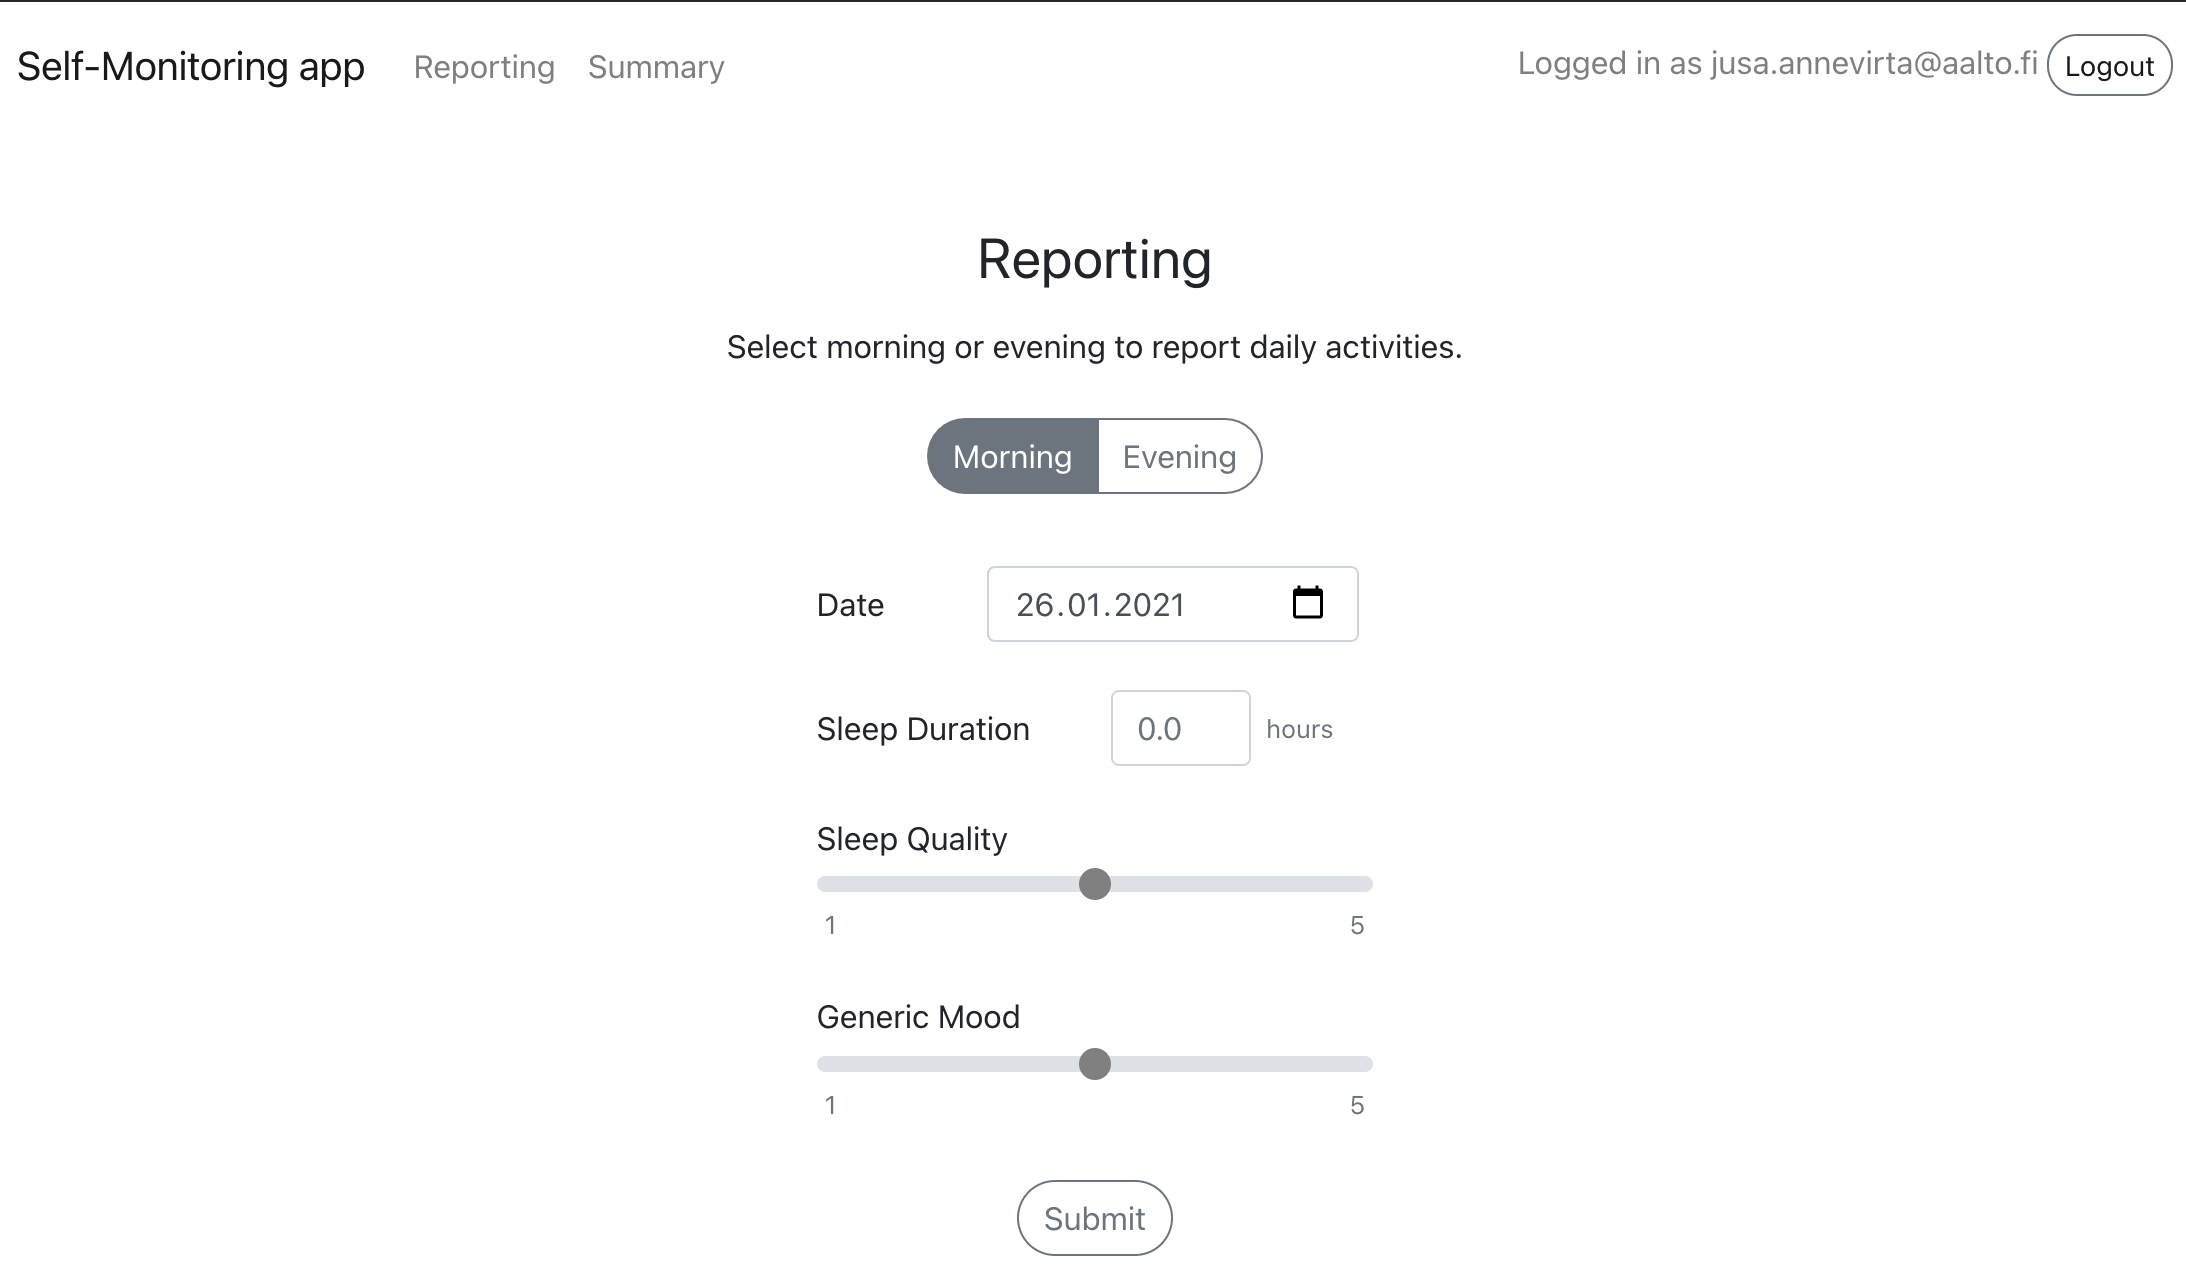 Self-Monitoring app Reporting Summary Logged in as jusa.annevirta@aalto.fi Logout
Reporting
Select morning or evening to report daily activities.
Morning Evening
Date 26.01.2021
Sleep Duration 0.0 hours
Sleep Quality
1 5
Generic Mood
1 5
Submit